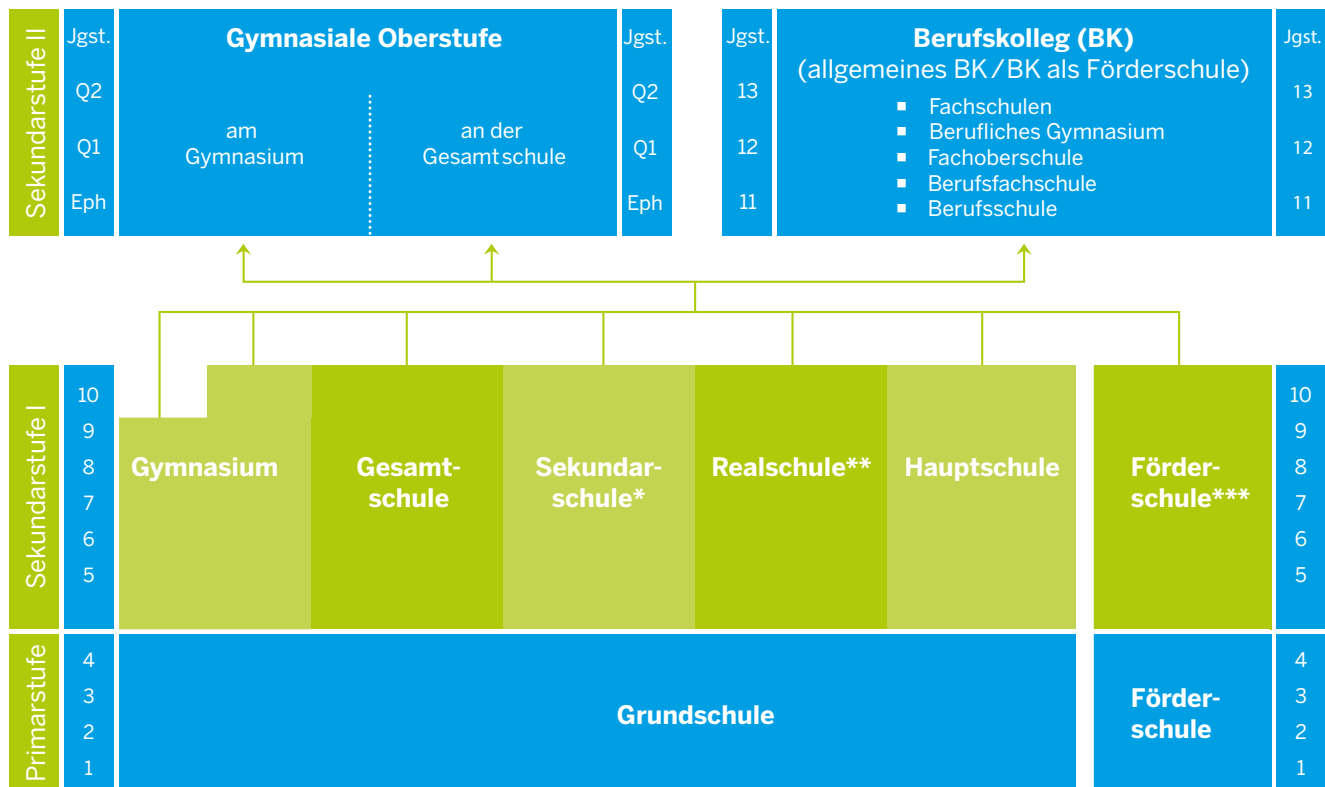 Sekundarstufe II
Jgst.
Q2
Q1
Eph
Gymnasiale Oberstufe
am
Gymnasium
an der
Gesamtschule
Jgst.
Q2
Q1
Eph
Jgst.
13
12
11
Berufskolleg (BK)
(allgemeines BK/BK als Förderschule)
▪ Fachschulen
▪ Berufliches Gymnasium
▪ Fachoberschule
▪ Berufsfachschule
▪ Berufsschule
Jgst.
13
12
11
Sekundarstufe I
10
9
8
7
6
5
Gymnasium
Gesamt-
schule
Sekundar-
schule*
Realschule**
Hauptschule
Förder-
schule***
10
9
8
7
6
5
Primarstufe
4
3
2
1
Grundschule
Förder-
schule
4
3
2
1